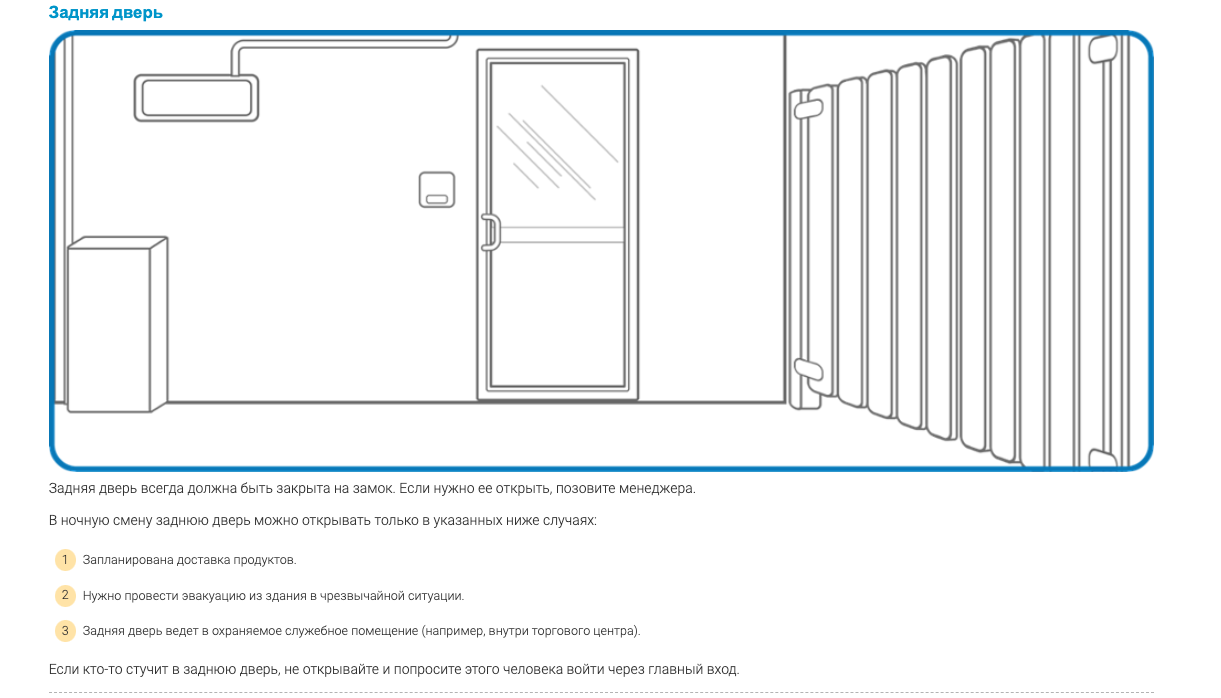 Задняя дверь
Задняя дверь всегда должна быть закрыта на замок. Если нужно ее открыть, позовите менеджера.
В ночную смену заднюю дверь можно открывать только в указанных ниже случаях:
1 Запланирована доставка продуктов.
2 Нужно провести эвакуацию из здания в чрезвычайной ситуации.
3 Задняя дверь ведет в охраняемое служебное помещение (например, внутри торгового центра).
Если кто-то стучит в заднюю дверь, не открывайте и попросите этого человека войти через главный вход.